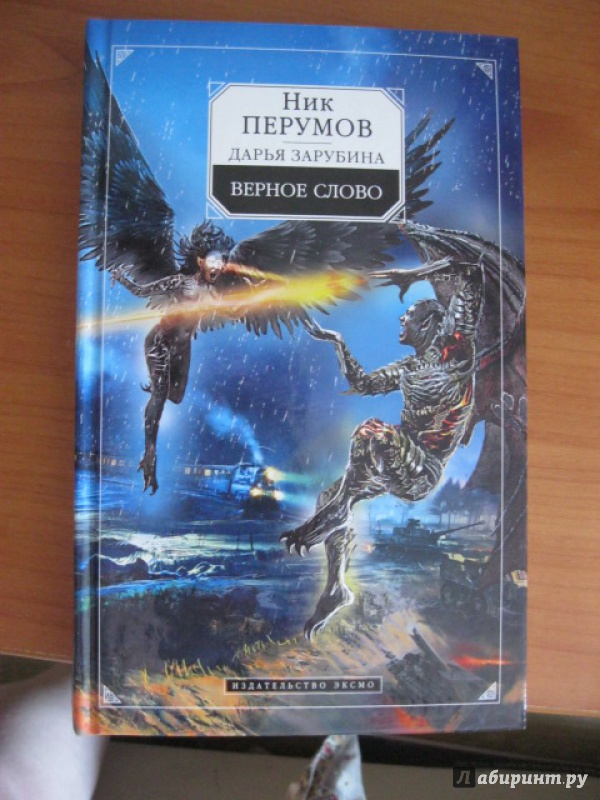 Ник
ПЕРУМОВ
ДАРЬЯ ЗАРУБИНА
ВЕРНОЕ СЛОВО
ИЗДАТЕЛЬСТВО ЭКСМО
Лабиринт.ру